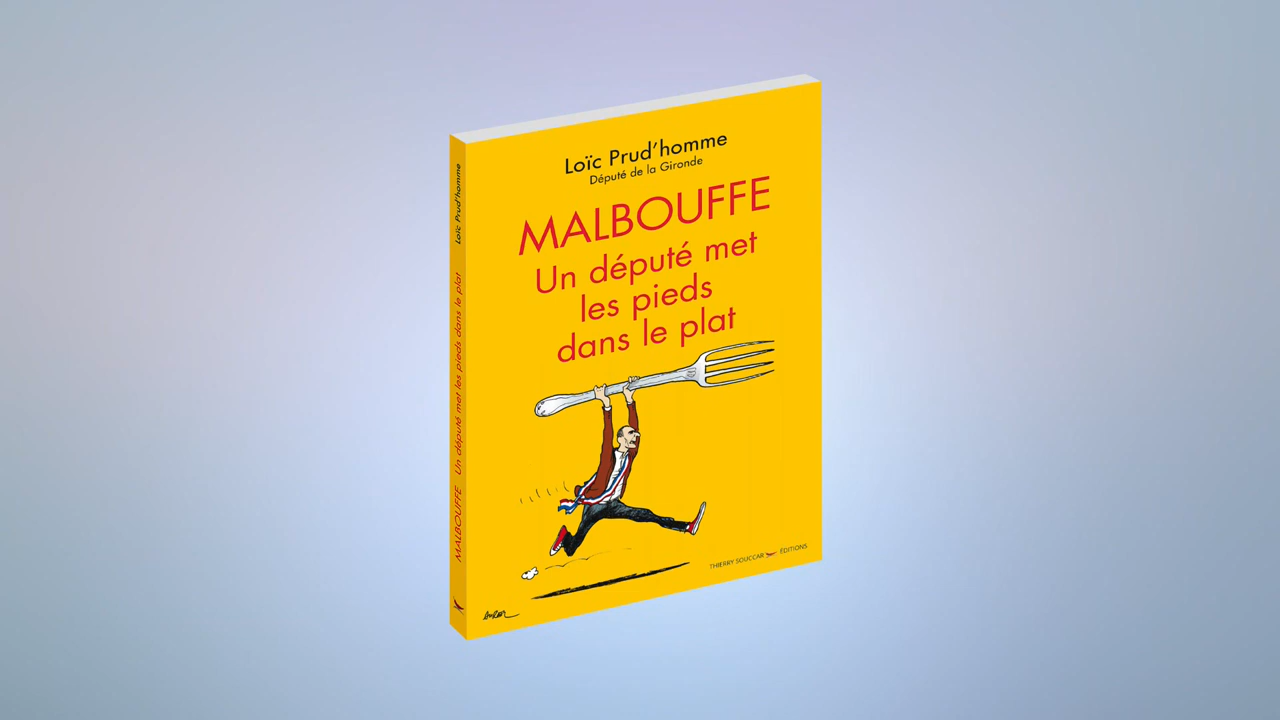 Loïc Prud'homme
Député de la Gironde
MALBOUFFE
Un député met
les pieds
dans le plat
THIERRY SOUCCAR ÉDITIONS
Loïc Prud'homme
MALBOUFFE Un député met les pieds dans le plat